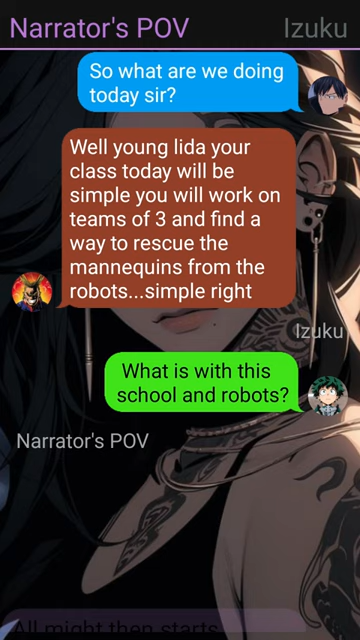 Narrator's POV
Izuku
So what are we doing
today sir?
Well young Iida your
class today will be
simple you will work on
teams of 3 and find a
way to rescue the
mannequins from the
robots...simple right
Izuku
What is with this
school and robots?
Narrator's POV
All might then starts